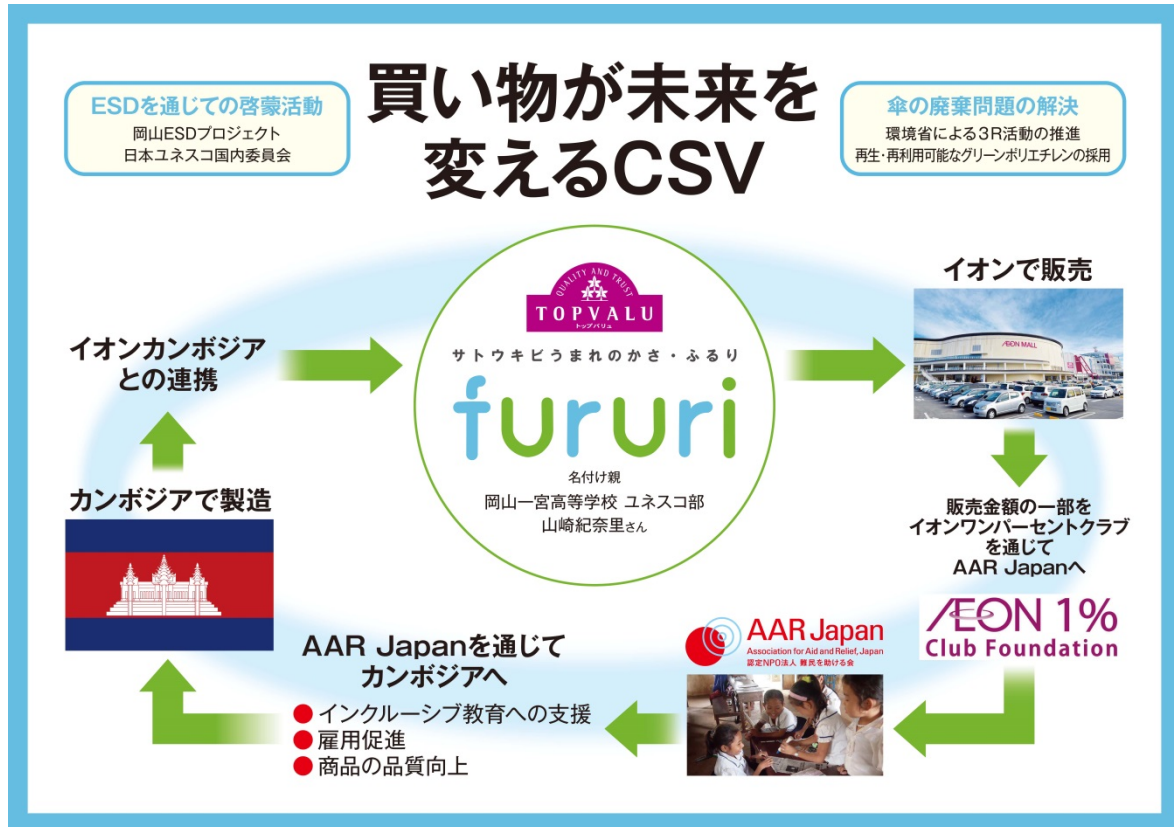 買い物が未来を
変えるCSV
ESDを通じての啓蒙活動
岡山ESDプロジェクト
日本ユネスコ国内委員会
傘の廃棄問題の解決
環境省による3R活動の推進
再生・再利用可能なグリーンポリエチレンの採用
QUALITY AND TRUST
TOPVALU
トップバリュ
サトウキビうまれのかさ・ふるり
fururi
名付け親
岡山一宮高等学校 ユネスコ部
山崎紀奈里さん
イオンで販売
ÆON MALL
販売金額の一部を
イオンワンパーセントクラブ
を通じて
AAR Japanへ
ÆON 1%
Club Foundation
AAR Japan
Association for Aid and Relief, Japan
認定NPO法人 難民を助ける会
AAR Japanを通じて
カンボジアへ
● インクルーシブ教育への支援
● 雇用促進
● 商品の品質向上
カンボジアで製造
イオンカンボジア
との連携